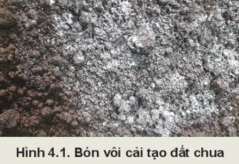 Hình 4.1. Bón vôi cải tạo đất chua